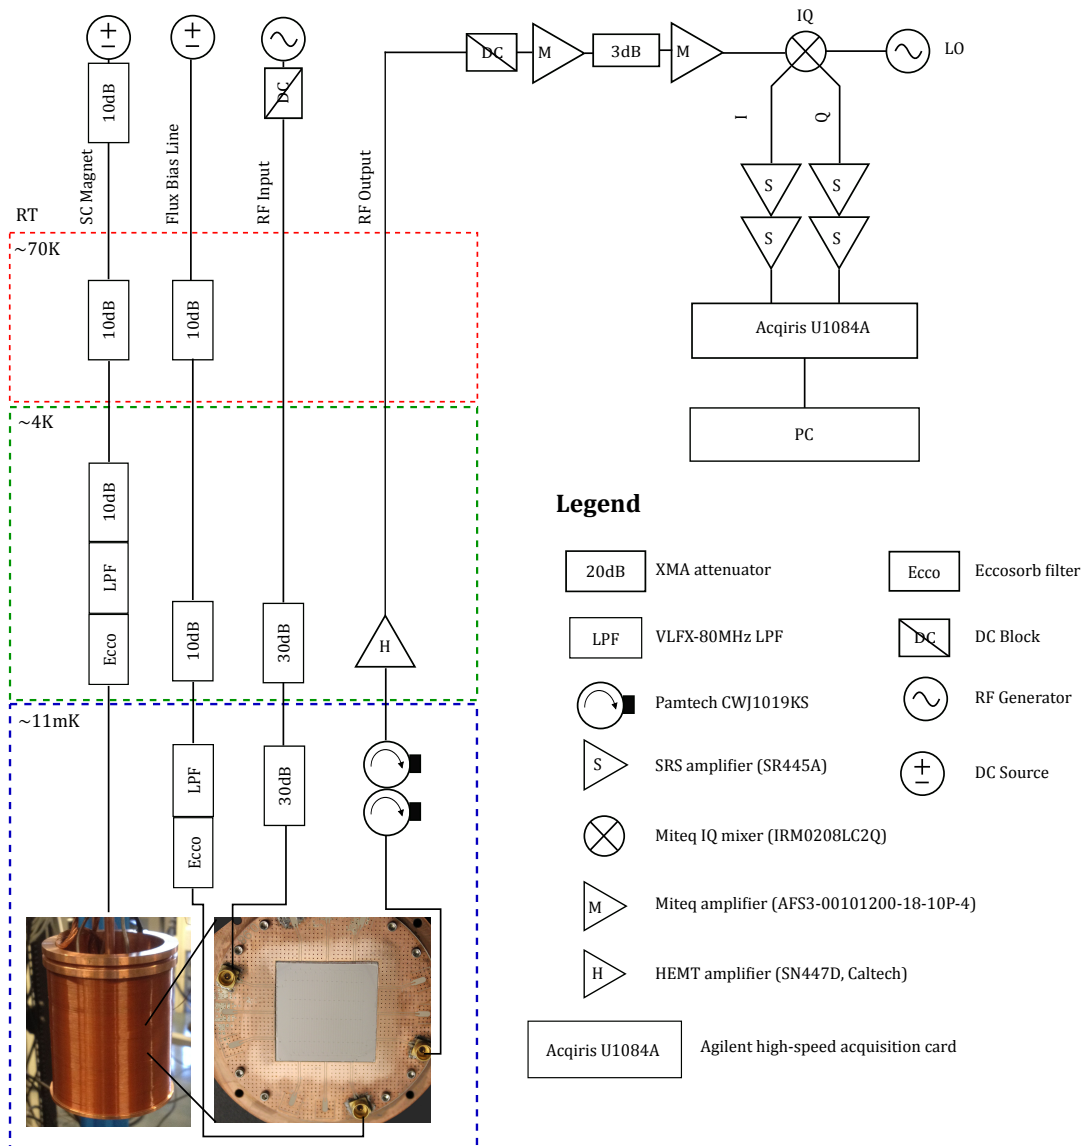 IQ
LO
DC
M
3dB
M
10dB
DC
SC Magnet
Flux Bias Line
RF Input
RF Output
I
Q
S
S
S
S
RT
~70K
10dB
10dB
Acqiris U1084A
PC
~4K
10dB
LPF
Ecco
10dB
30dB
H
~11mK
LPF
Ecco
30dB
Legend
20dB
XMA attenuator
Ecco
Eccosorb filter
LPF
VLFX-80MHz LPF
DC
DC Block
Pamtech CWJ1019KS
RF Generator
S
SRS amplifier (SR445A)
DC Source
Miteq IQ mixer (IRM0208LC2Q)
M
Miteq amplifier (AFS3-00101200-18-10P-4)
H
HEMT amplifier (SN447D, Caltech)
Acqiris U1084A
Agilent high-speed acquisition card